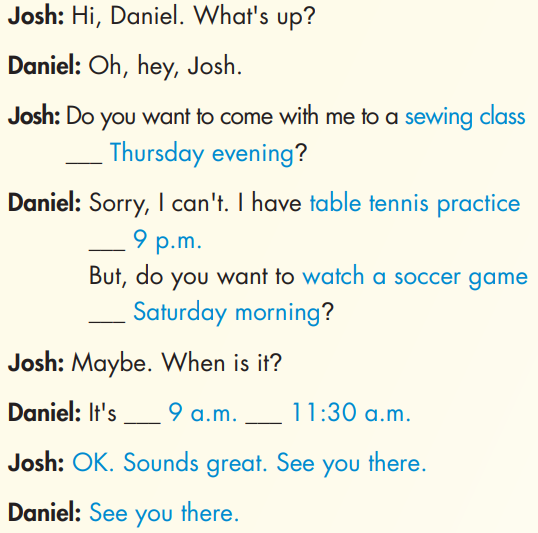 Josh: Hi, Daniel. What's up?
Daniel: Oh, hey, Josh.
Josh: Do you want to come with me to a sewing class
___ Thursday evening?
Daniel: Sorry, I can't. I have table tennis practice
___ 9 p.m.
But, do you want to watch a soccer game
___ Saturday morning?
Josh: Maybe. When is it?
Daniel: It's ___ 9 a.m. ___ 11:30 a.m.
Josh: OK. Sounds great. See you there.
Daniel: See you there.